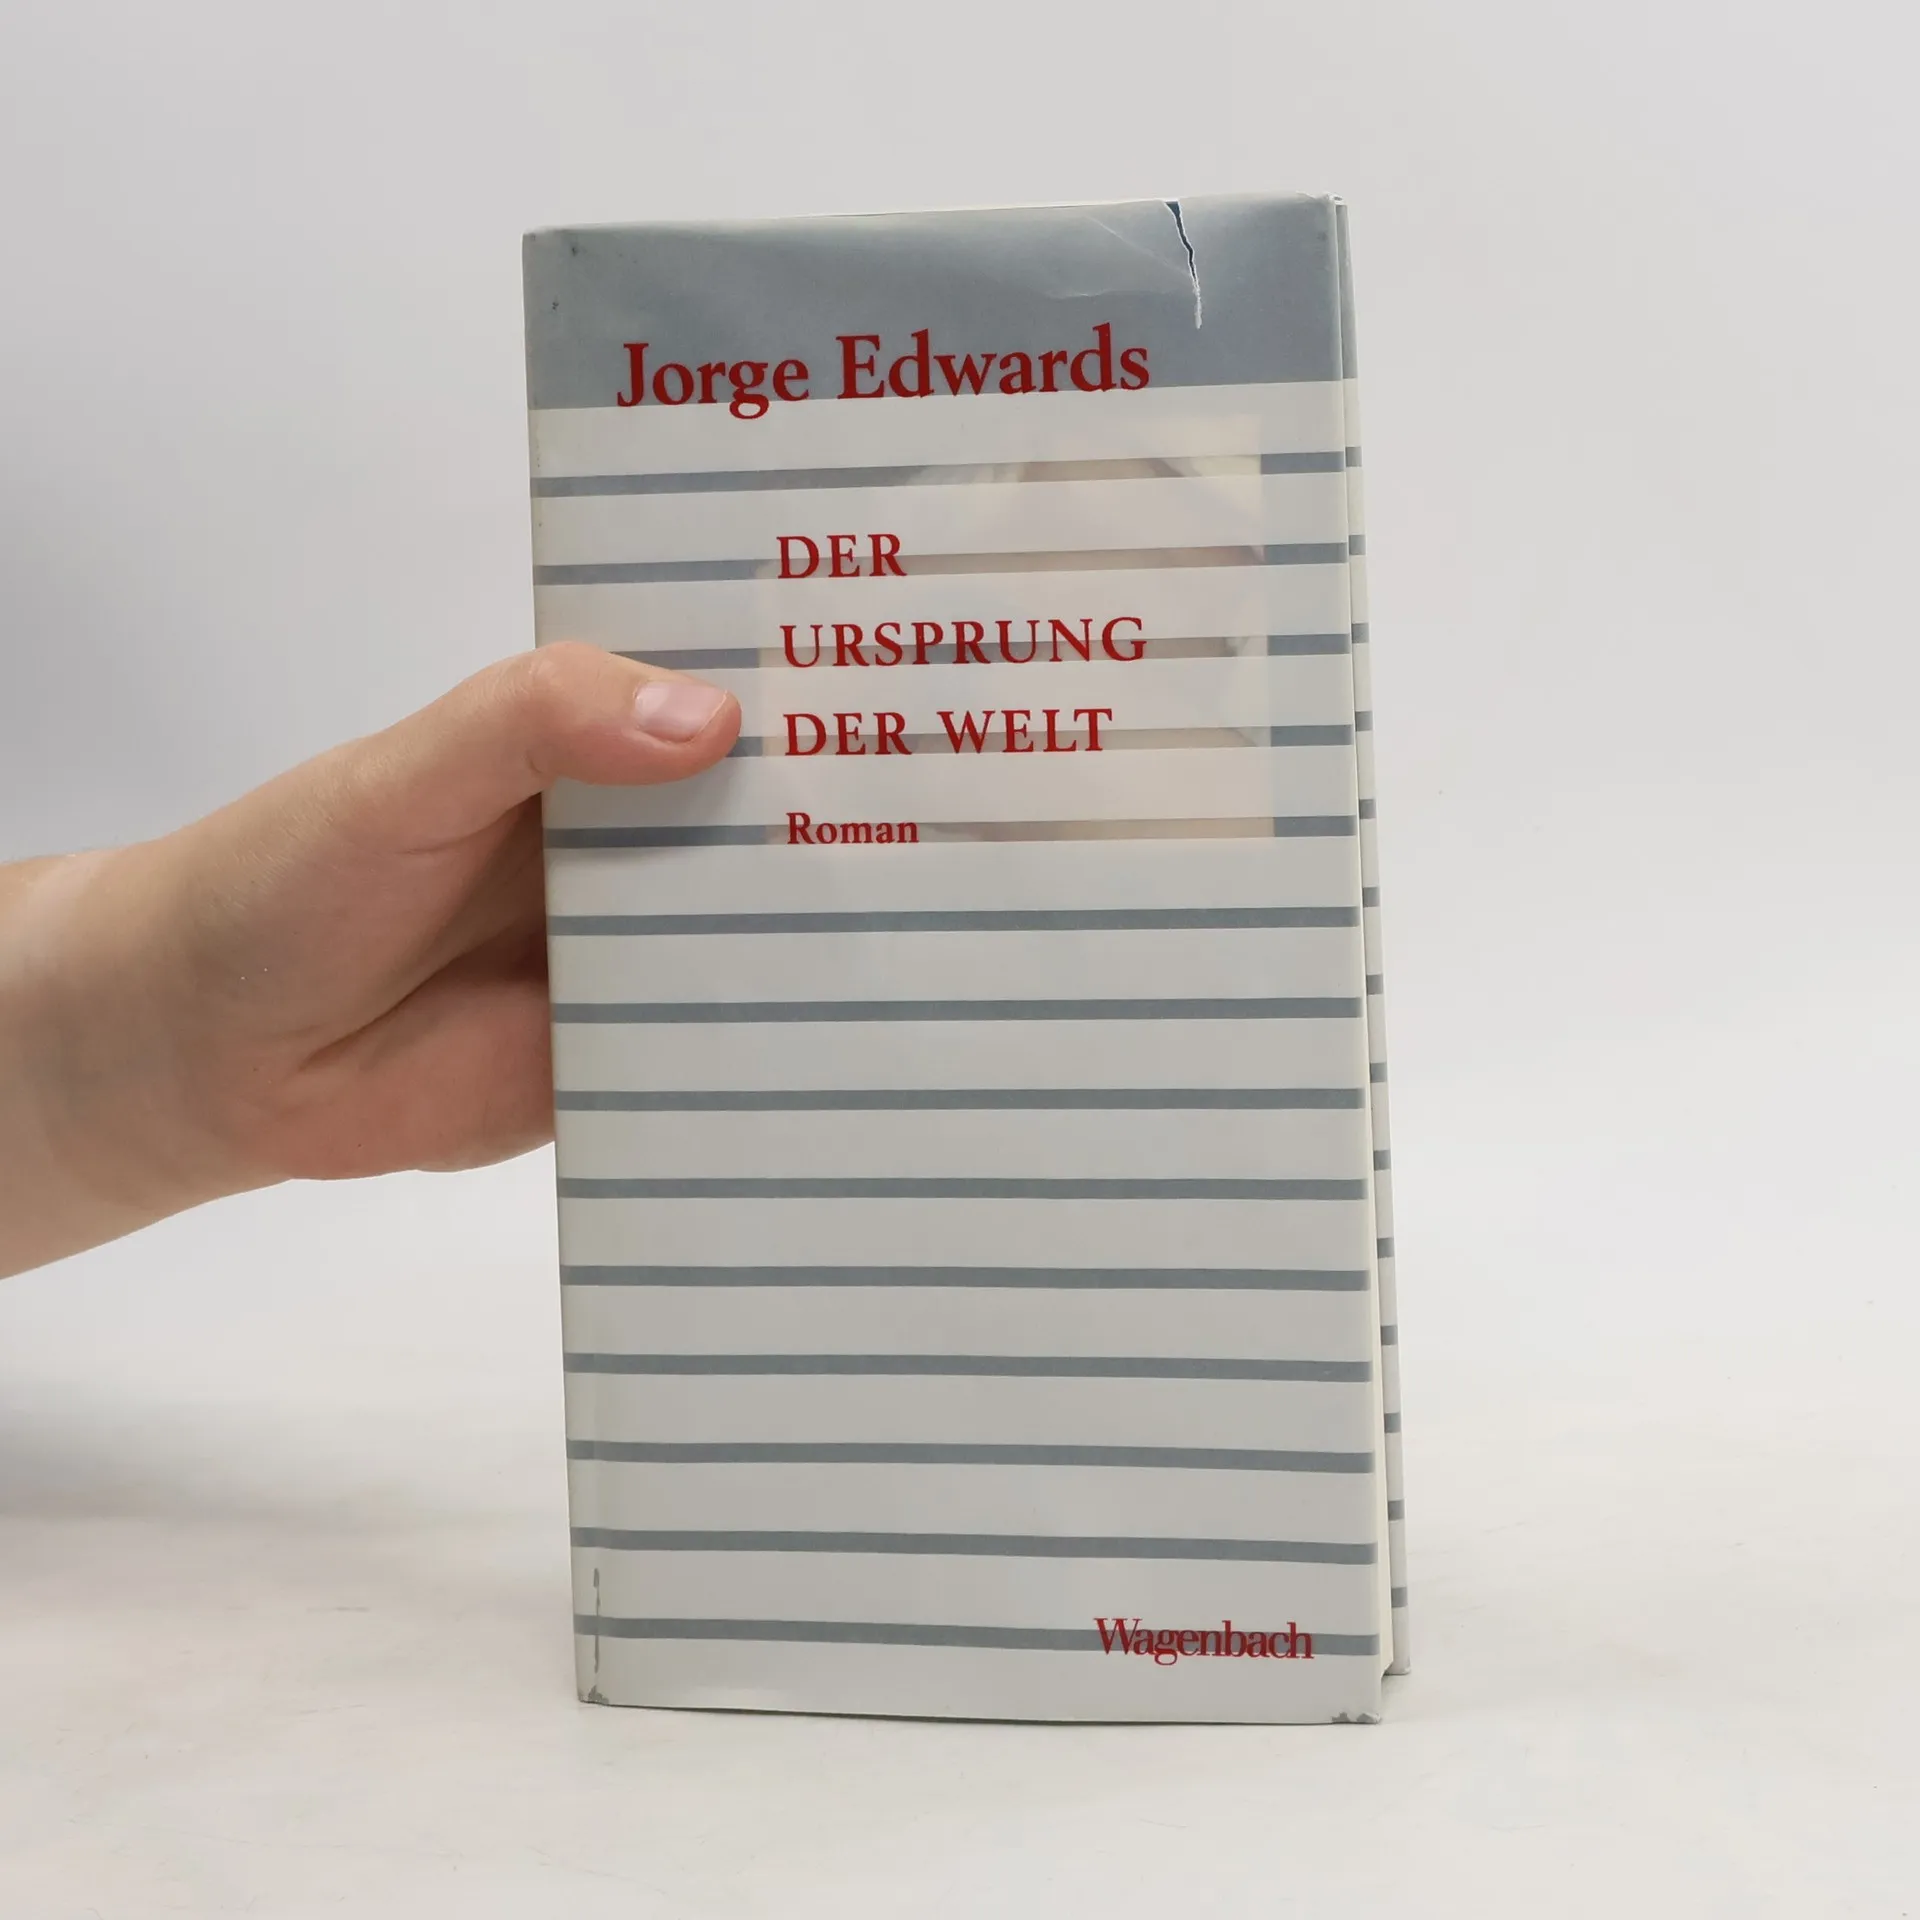 Jorge Edwards
DER
URSPRUNG
DER WELT
Roman
Wagenbach